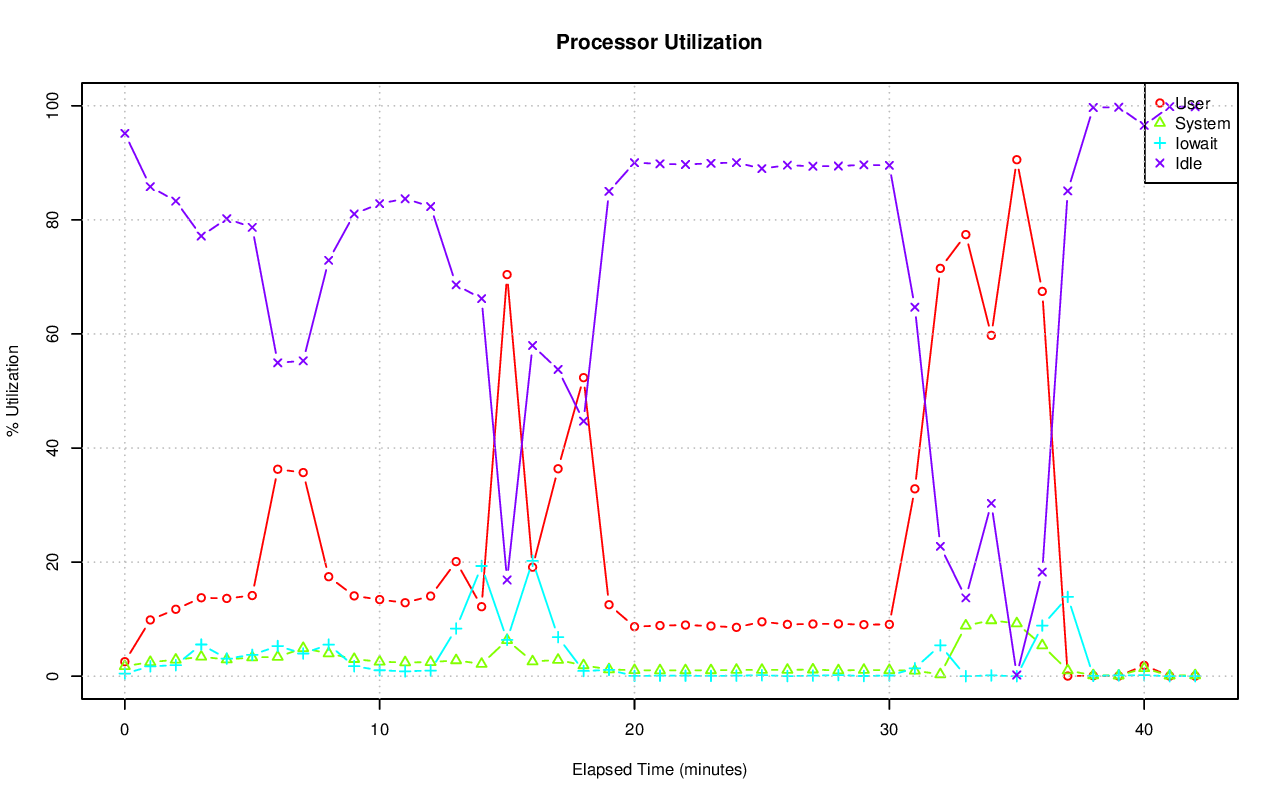 Processor Utilization
% Utilization
100
80
60
40
20
0
User
System
Iowait
Idle
0 10 20 30 40
Elapsed Time (minutes)